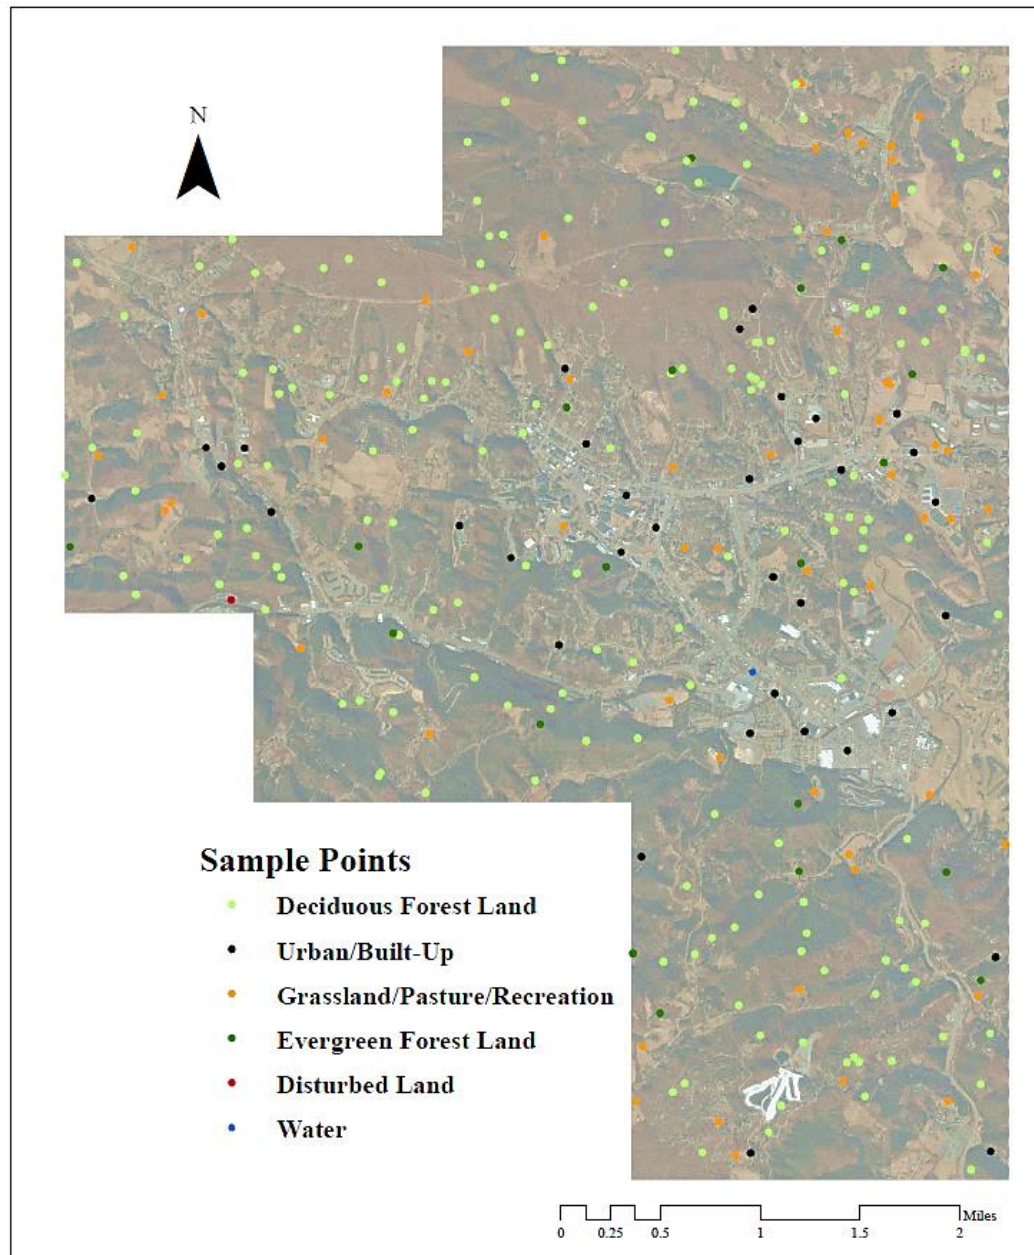 N
Sample Points
Deciduous Forest Land
Urban/Built-Up
Grassland/Pasture/Recreation
Evergreen Forest Land
Disturbed Land
Water
Miles
0 0.25 0.5 1 1.5 2